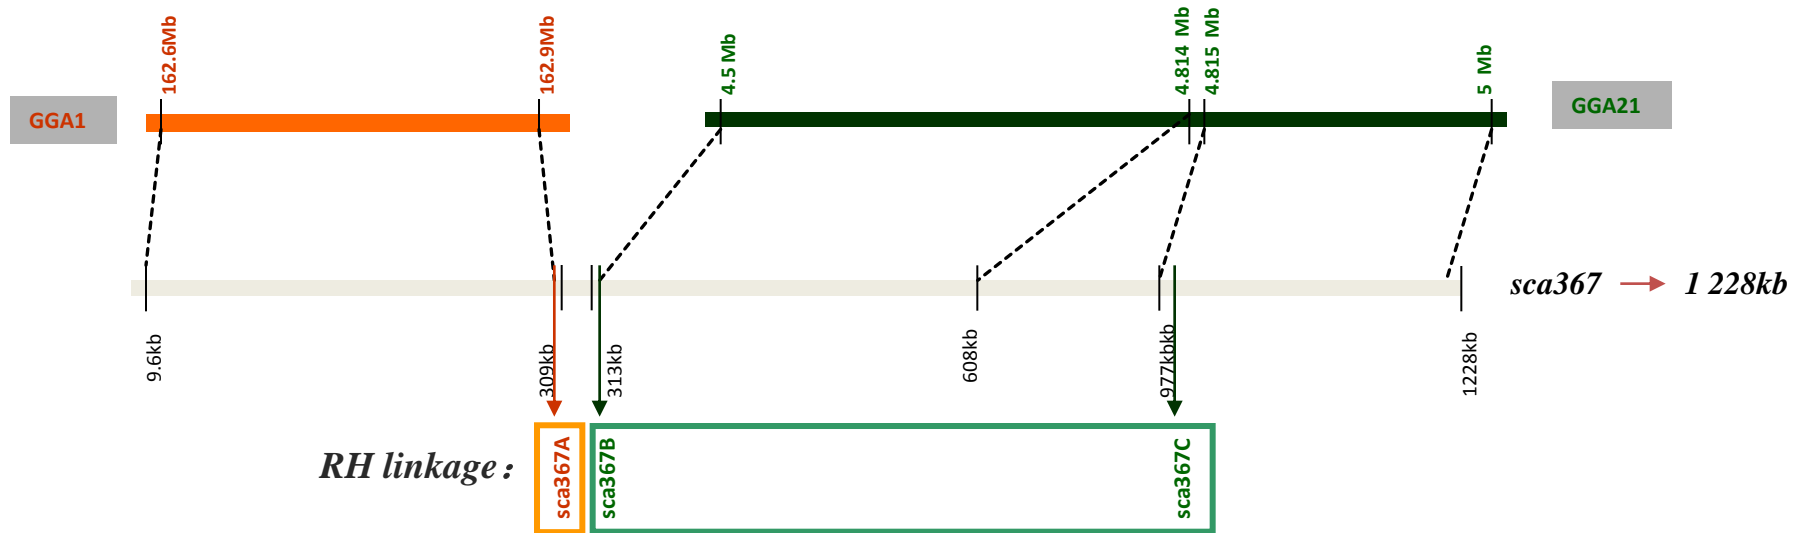 162.6Mb
162.9Mb
4.5 Mb
4.814 Mb
4.815 Mb
5 Mb
GGA1
GGA21
sca367 → 1 228kb
9.6kb
309kb
313kb
608kb
977kbkb
1228kb
RH linkage :
sca367A
sca367B
sca367C